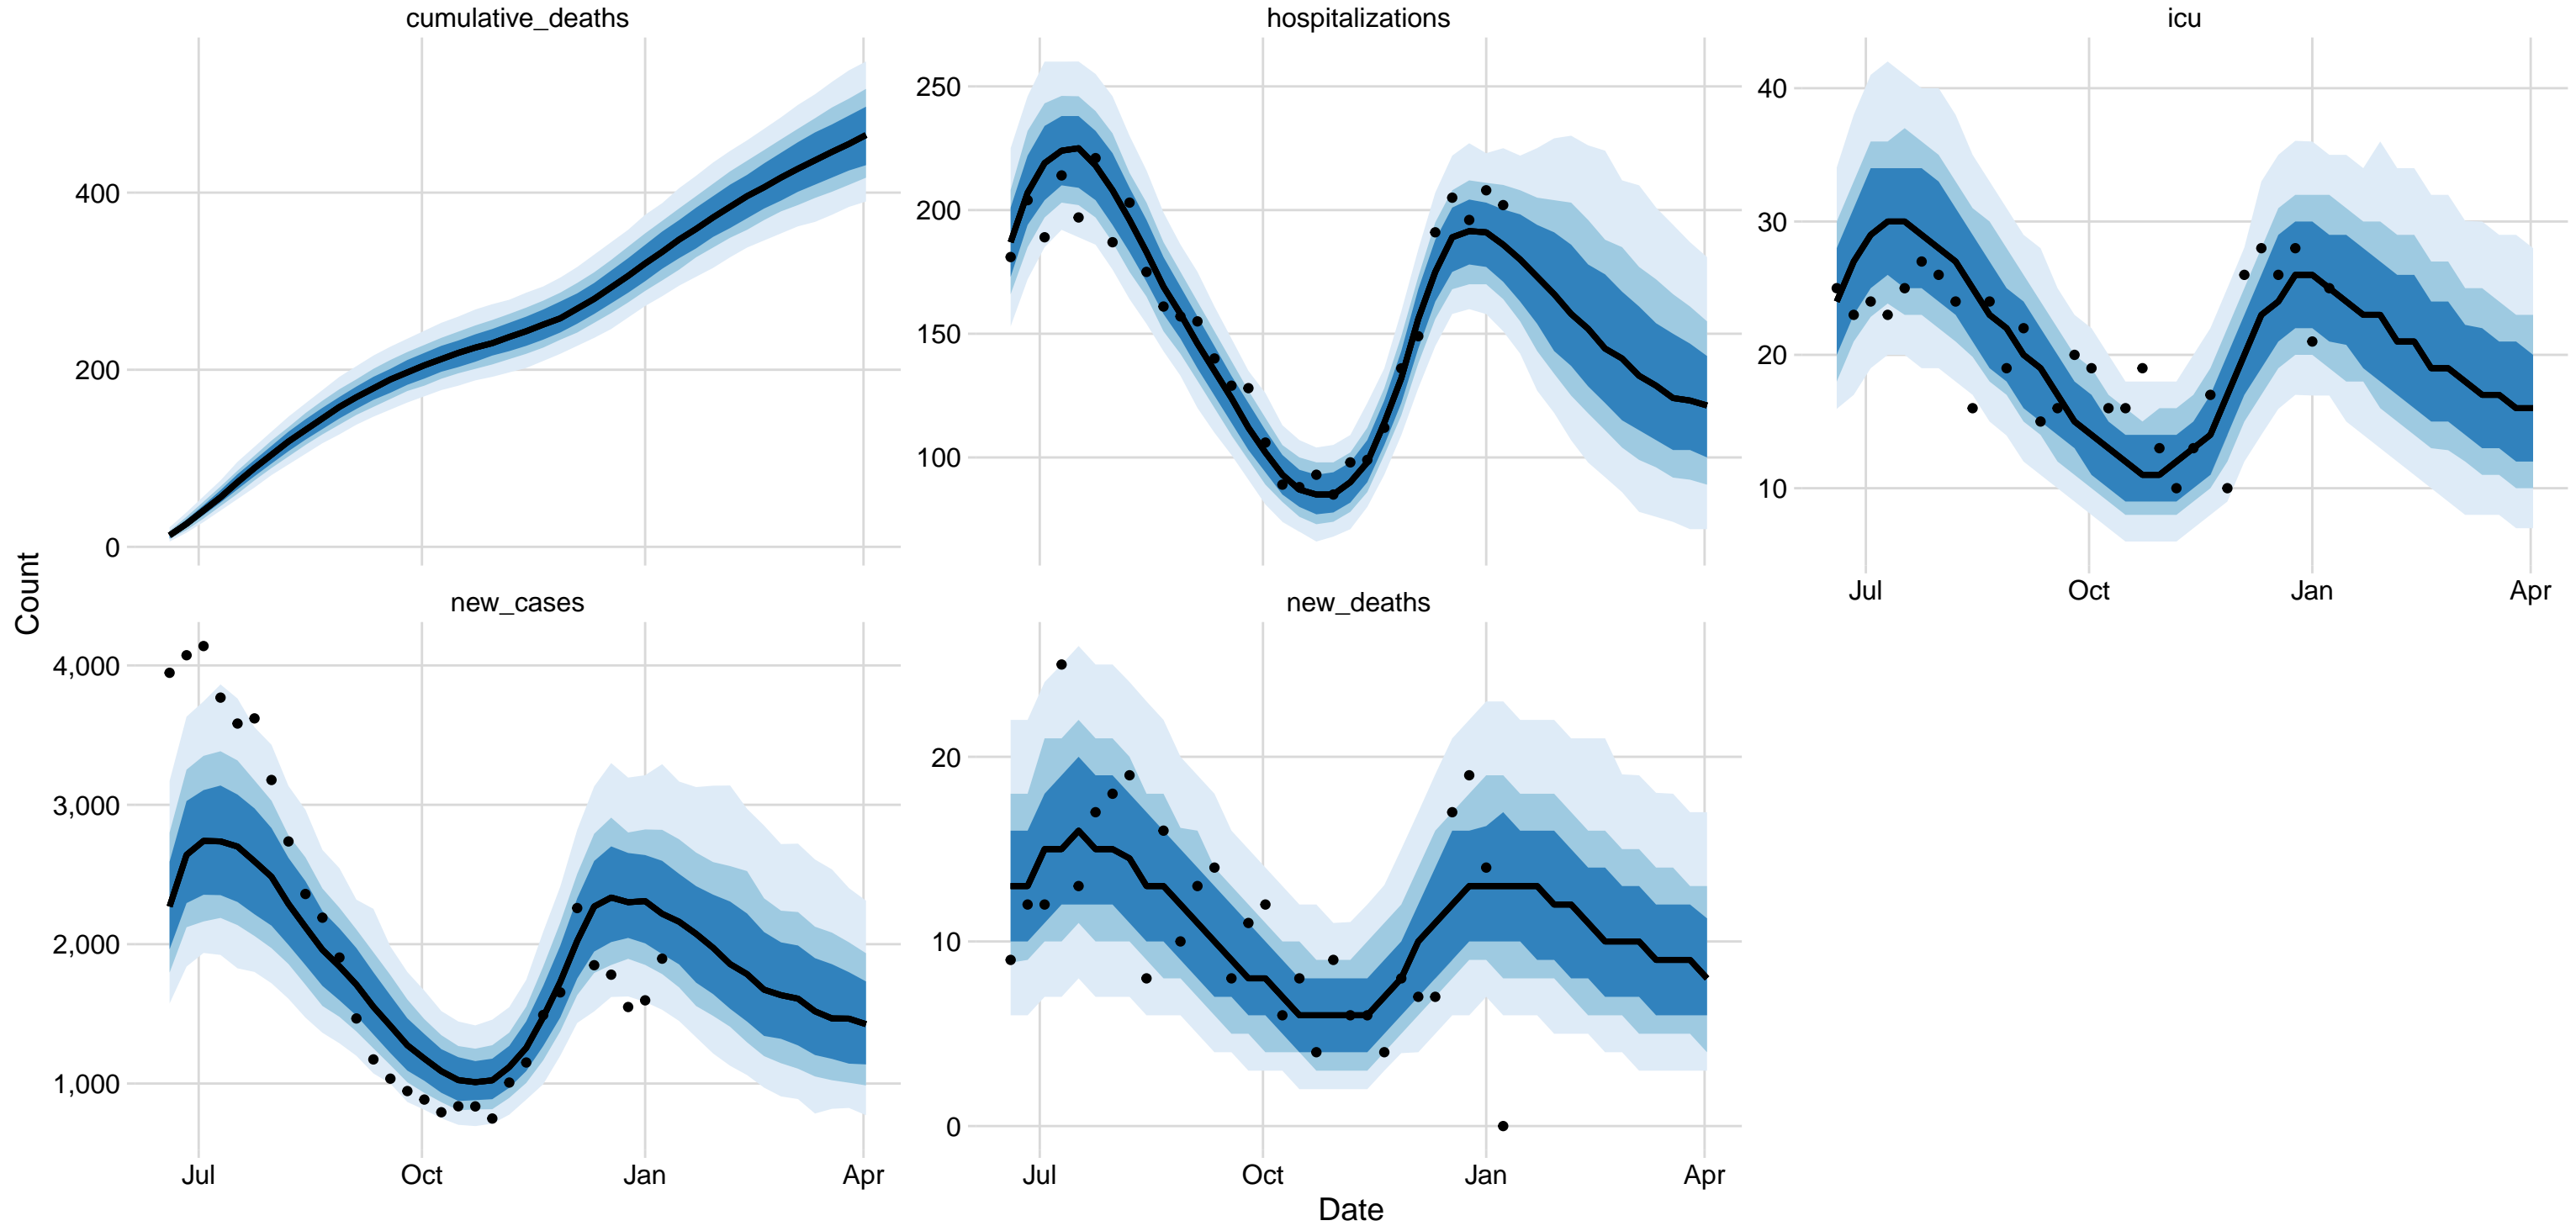 cumulative_deaths
hospitalizations
icu
400
200
0
250
200
150
100
40
30
20
10
Jul
Oct
Jan
Apr
Count
new_cases
new_deaths
4,000
3,000
2,000
1,000
20
10
0
Jul
Oct
Jan
Apr
Jul
Oct
Jan
Apr
Date